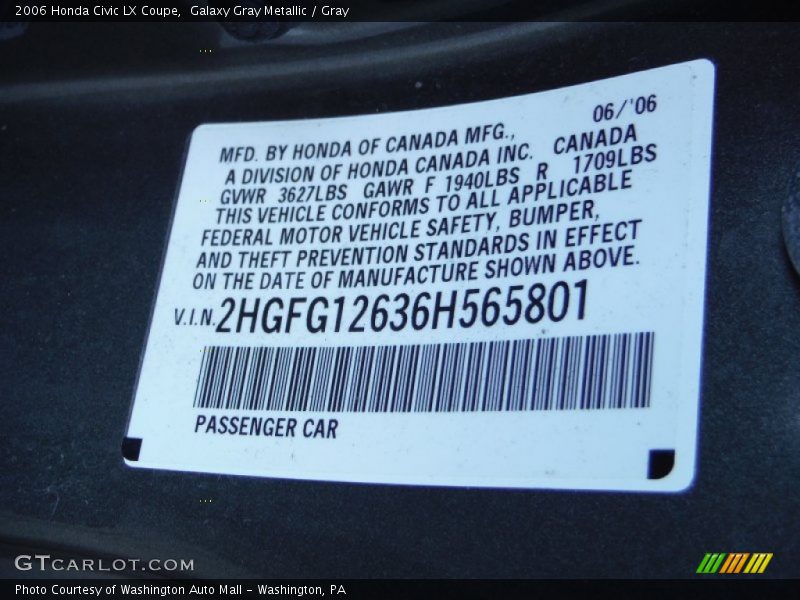 2006 Honda Civic LX Coupe,  Galaxy Gray Metallic / Gray
06/'06
MFD. BY HONDA OF CANADA MFG.,
A DIVISION OF HONDA CANADA INC. CANADA
GVWR 3627LBS GAWR F 1940LBS R 1709LBS
THIS VEHICLE CONFORMS TO ALL APPLICABLE
FEDERAL MOTOR VEHICLE SAFETY, BUMPER,
AND THEFT PREVENTION STANDARDS IN EFFECT
ON THE DATE OF MANUFACTURE SHOWN ABOVE.
V.I.N. 2HGFG12636H565801
PASSENGER CAR
GTCARLOT.COM
Photo Courtesy of Washington Auto Mall - Washington, PA